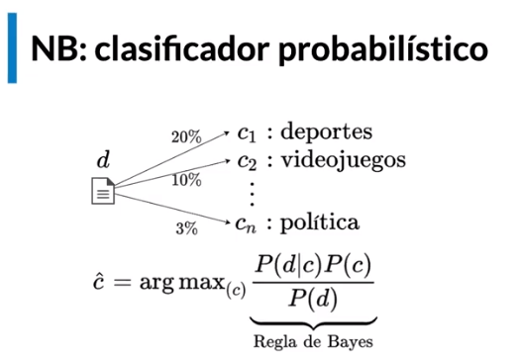 NB: clasificador probabilístico
d
20% c₁ : deportes
10% c₂ : videojuegos
⋮
3% cₙ : política
ĉ = arg max₍c₎ P(d|c)P(c) / P(d)
Regla de Bayes